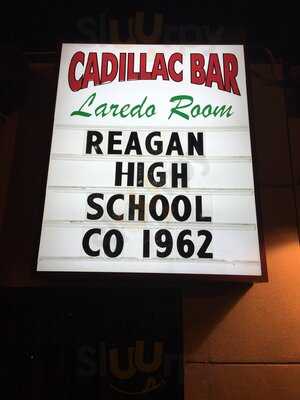 CADILLAC BAR
Laredo Room
REAGAN
HIGH
SCHOOL
CO 1962